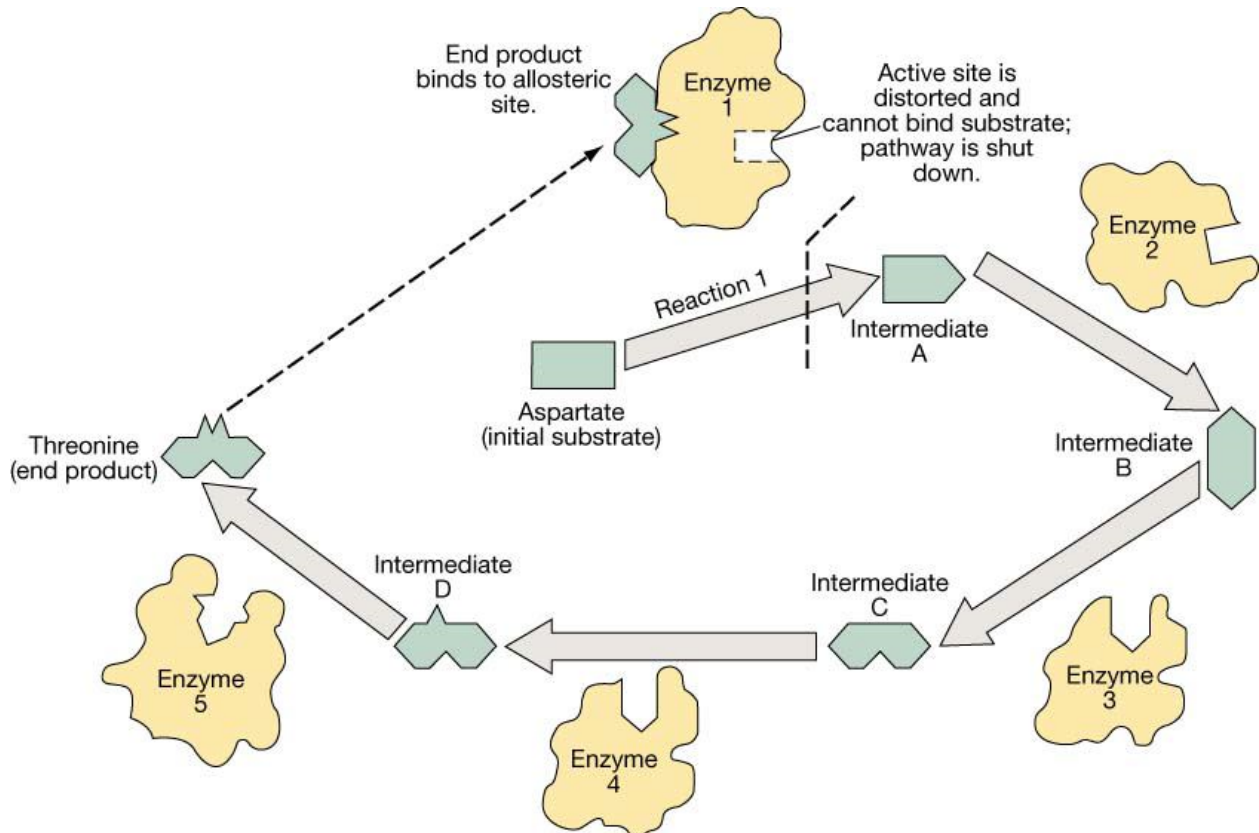 End product
binds to allosteric
site.
Enzyme
1
Active site is
distorted and
cannot bind substrate;
pathway is shut
down.
Enzyme
2
Reaction 1
Intermediate
A
Aspartate
(initial substrate)
Threonine
(end product)
Intermediate
B
Intermediate
D
Intermediate
C
Enzyme
5
Enzyme
4
Enzyme
3